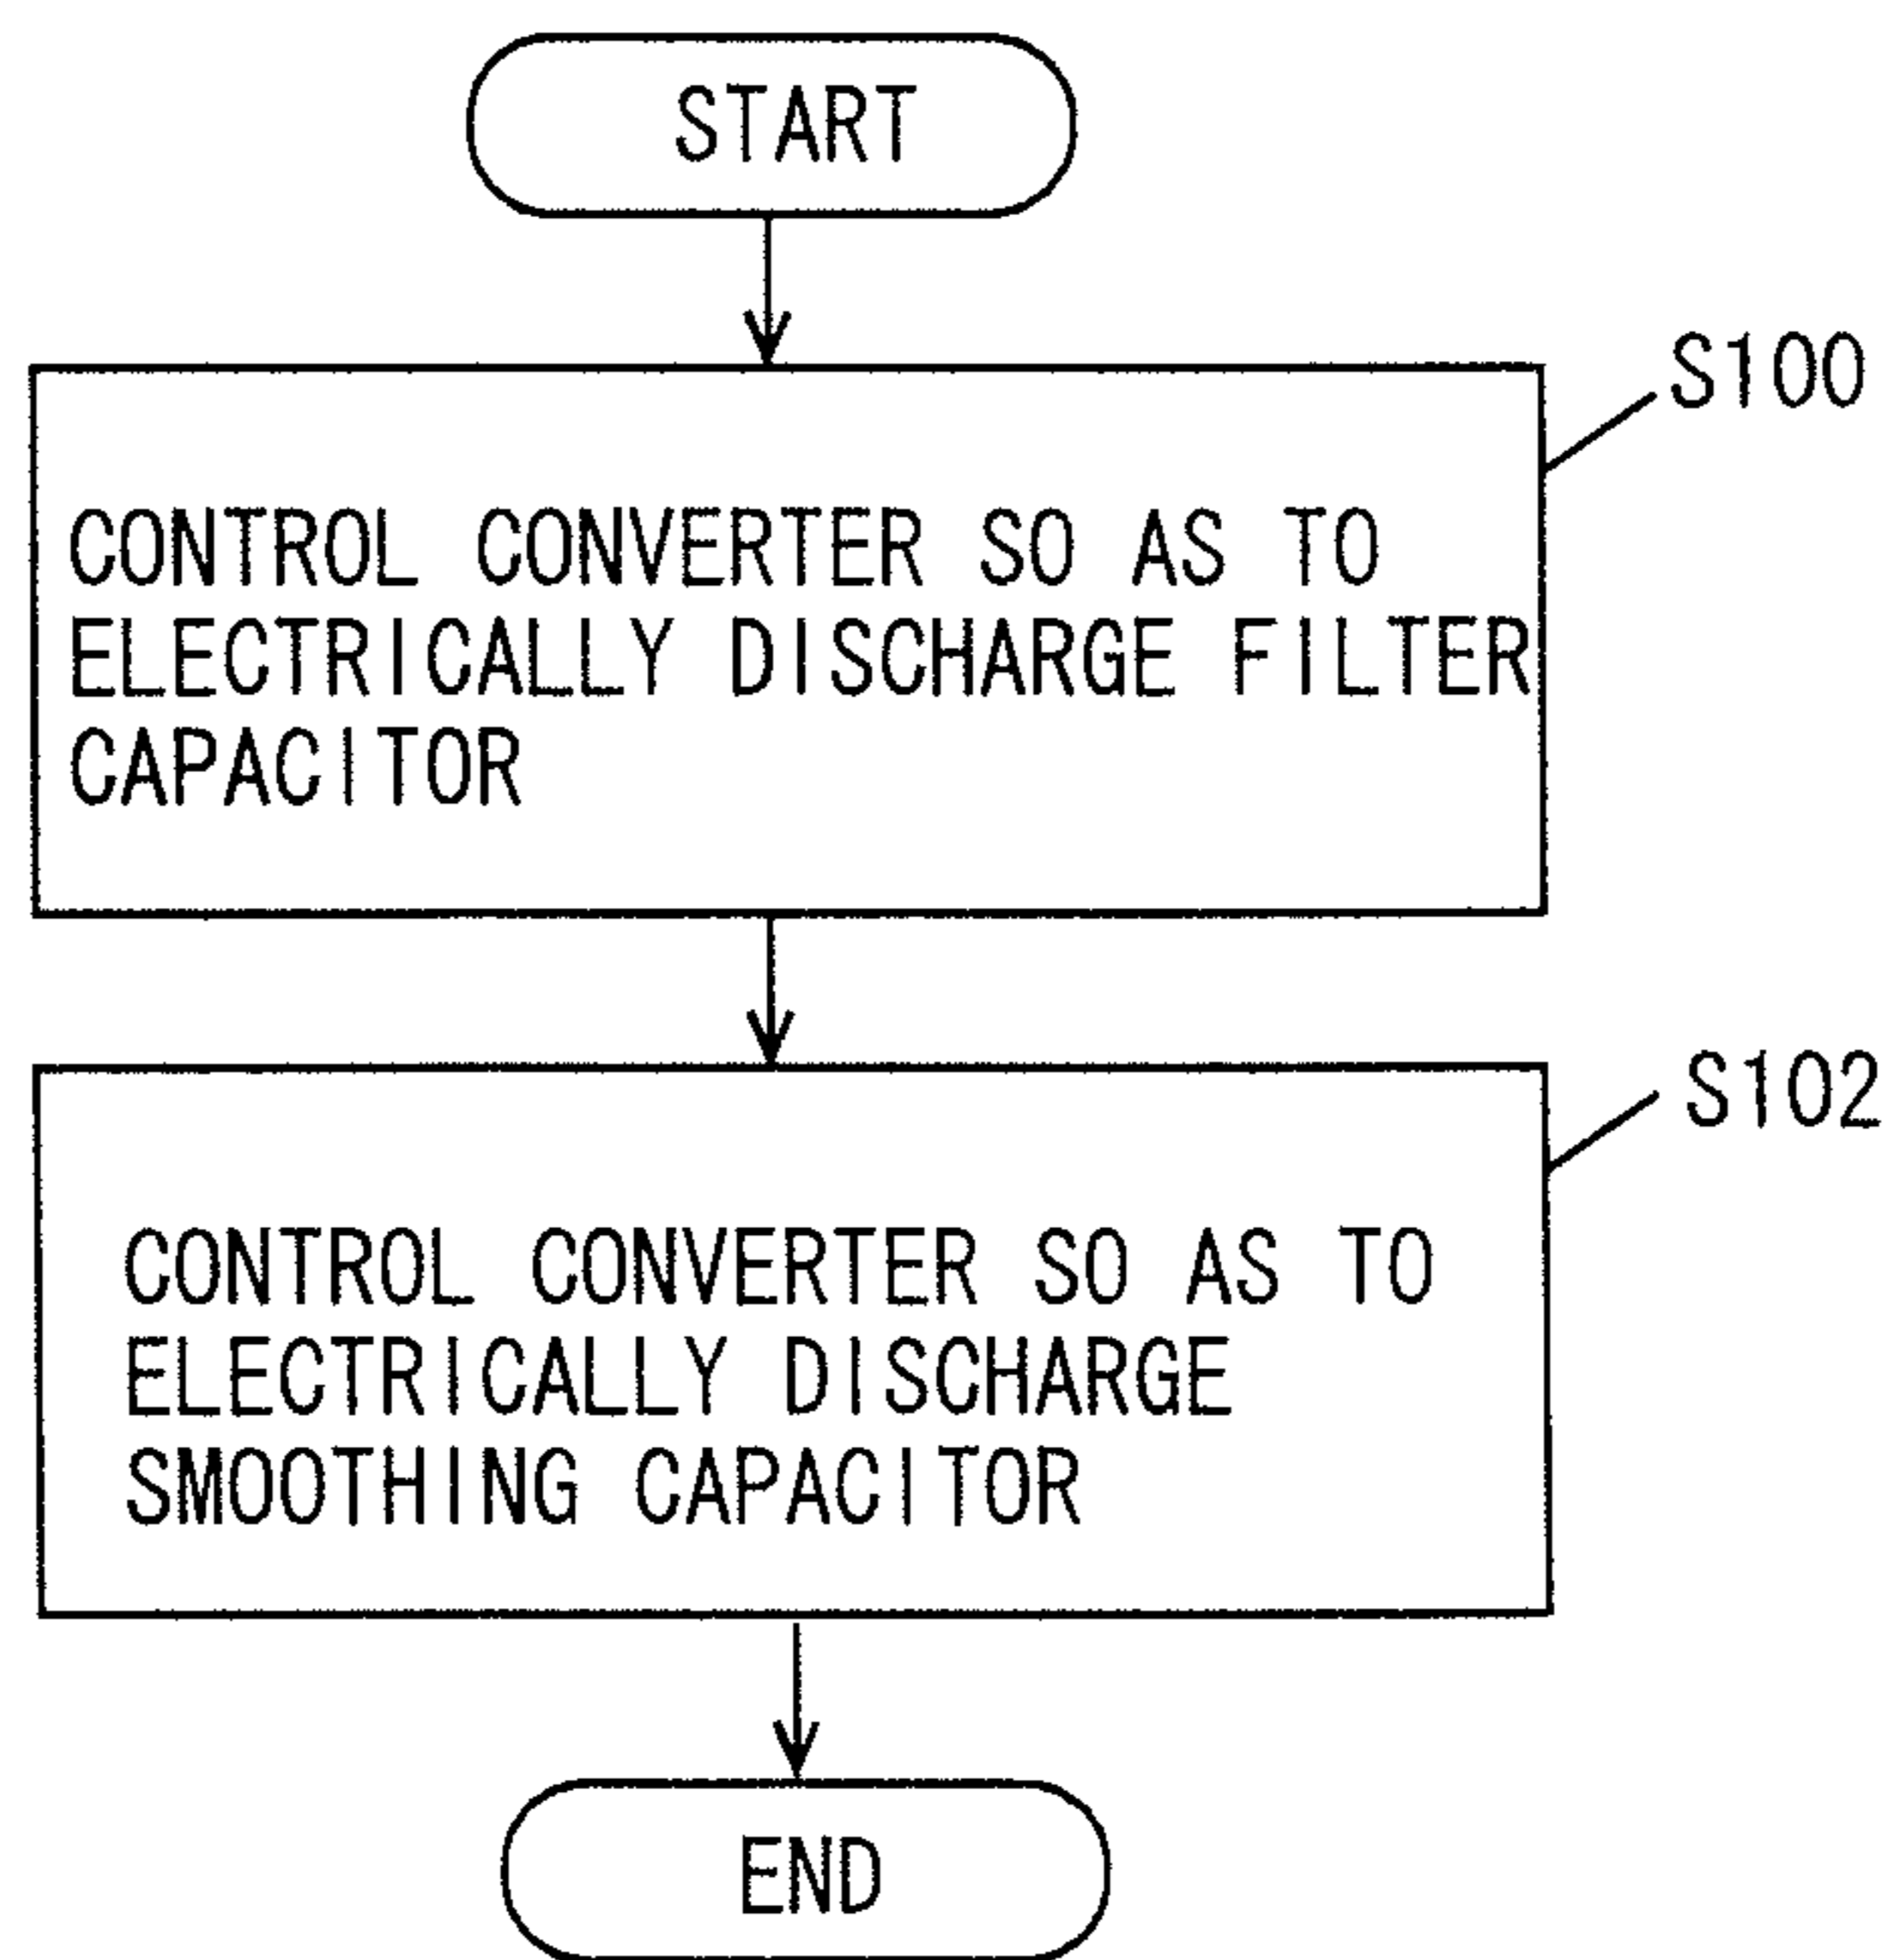 START
S100
CONTROL CONVERTER SO AS TO
ELECTRICALLY DISCHARGE FILTER
CAPACITOR
S102
CONTROL CONVERTER SO AS TO
ELECTRICALLY DISCHARGE
SMOOTHING CAPACITOR
END